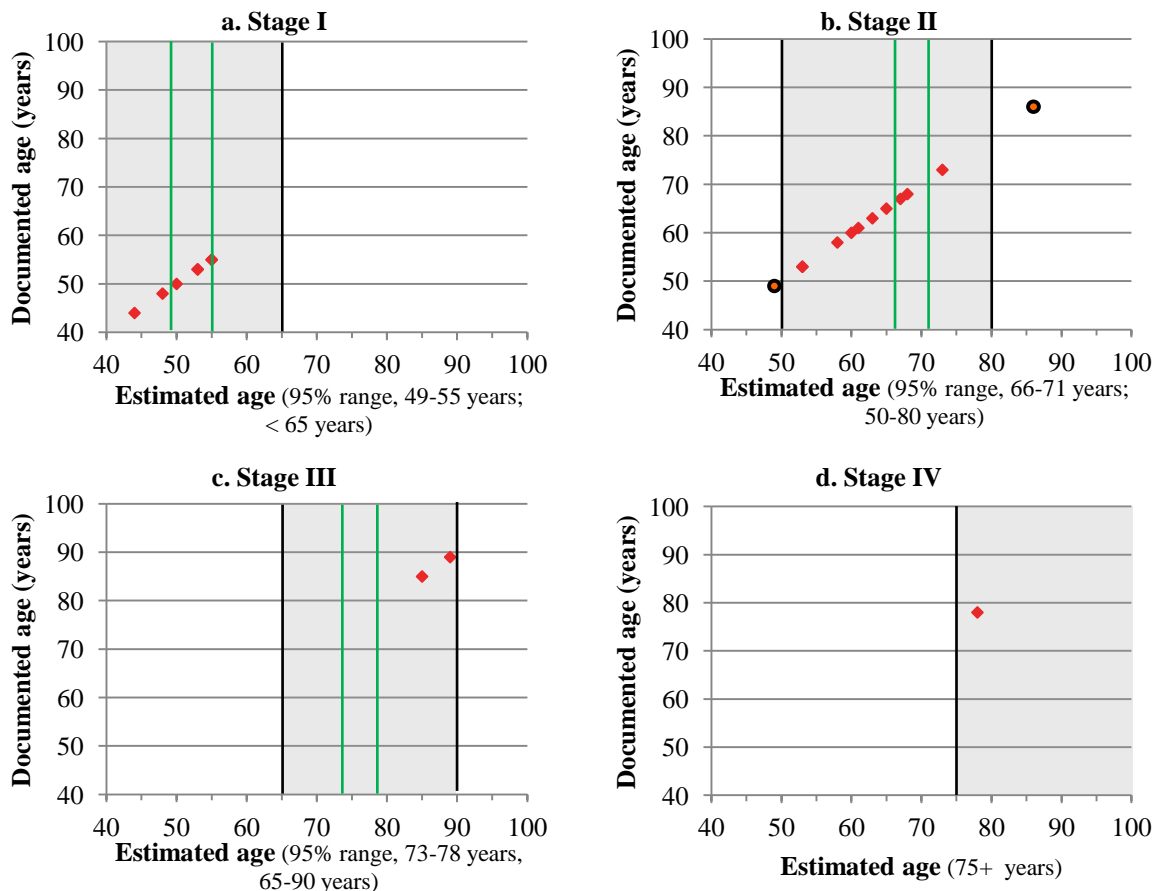 a. Stage I
Documented age (years)
100
90
80
70
60
50
40
40 50 60 70 80 90 100
Estimated age (95% range, 49-55 years;
< 65 years)
b. Stage II
Documented age (years)
100
90
80
70
60
50
40
40 50 60 70 80 90 100
Estimated age (95% range, 66-71 years;
50-80 years)
c. Stage III
Documented age (years)
100
90
80
70
60
50
40
40 50 60 70 80 90 100
Estimated age (95% range, 73-78 years,
65-90 years)
d. Stage IV
Documented age (years)
100
90
80
70
60
50
40
40 50 60 70 80 90 100
Estimated age (75+ years)